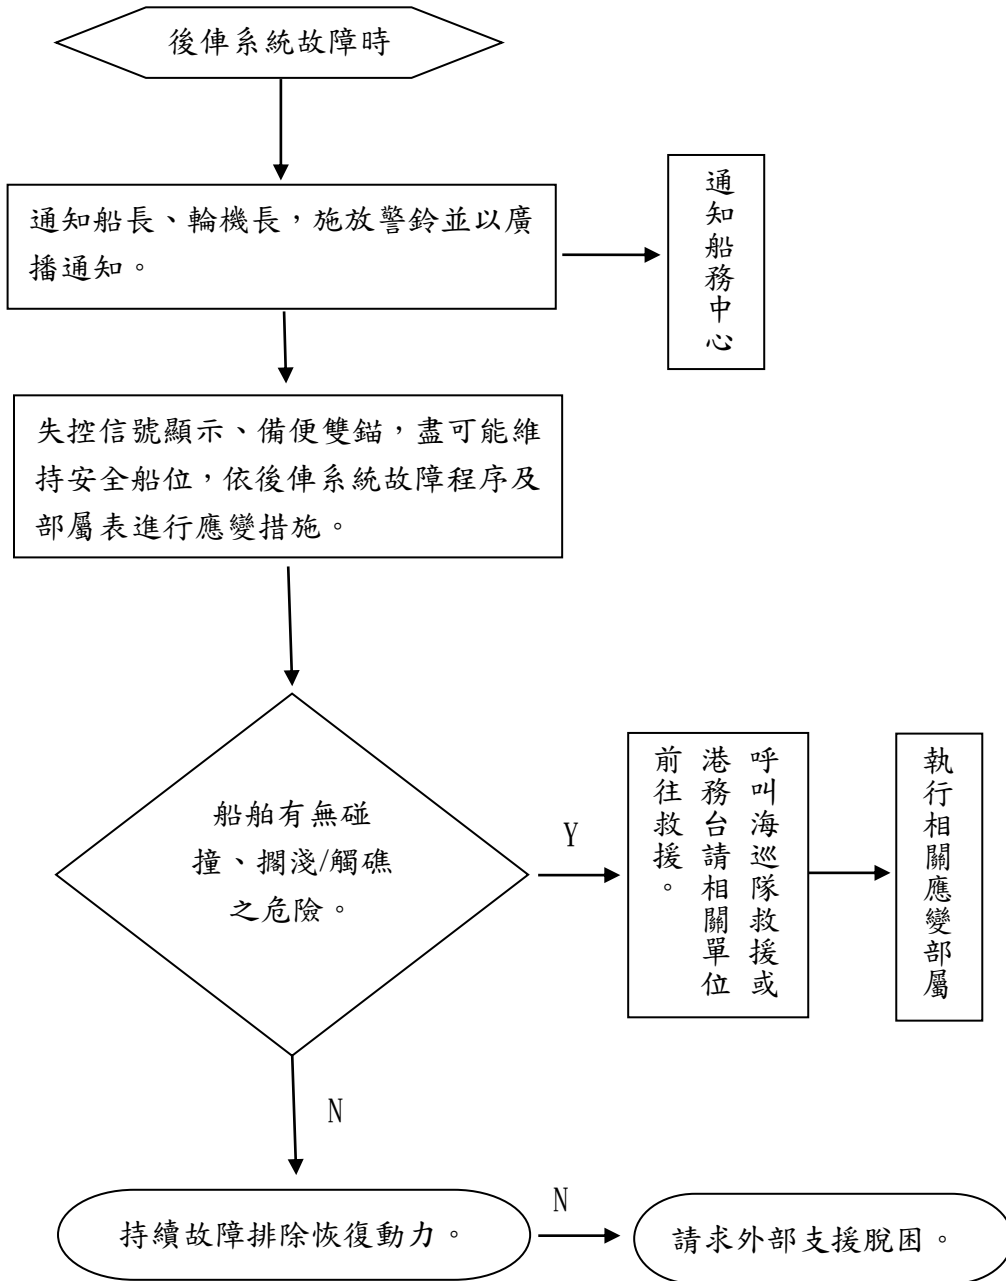 後俥系統故障時
通知船長、輪機長，施放警鈴並以廣
播通知。
通知船務中心
失控信號顯示、備便雙錨，盡可能維
持安全船位，依後俥系統故障程序及
部屬表進行應變措施。
船舶有無碰
撞、擱淺/觸礁
之危險。
Y
呼叫海巡隊救援或
港務台請相關單位
前往救援。
執行相關應變部屬
N
持續故障排除恢復動力。
N
請求外部支援脫困。